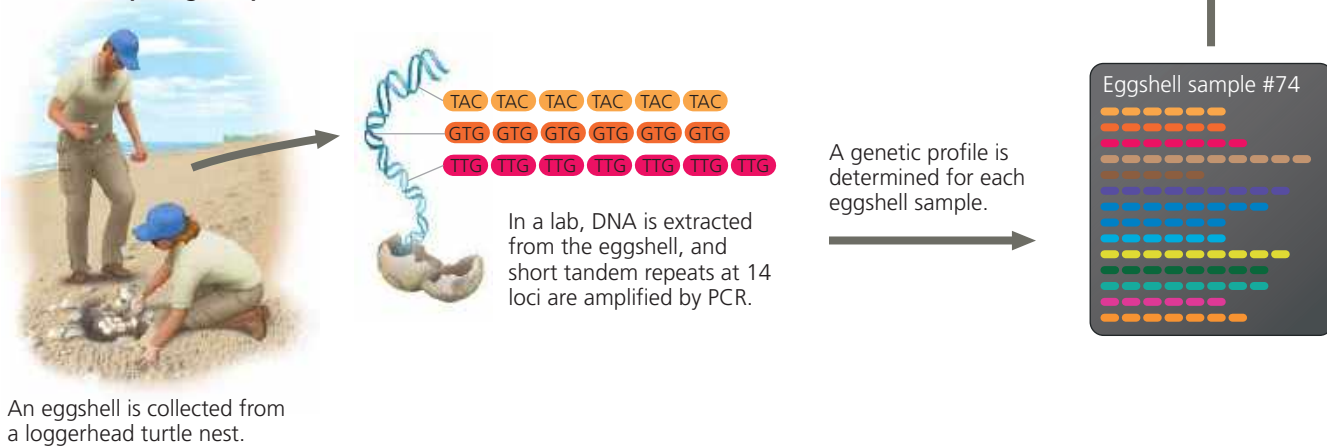 TAC TAC TAC TAC TAC TAC
GTG GTG GTG GTG GTG GTG
TTG TTG TTG TTG TTG TTG TTG
In a lab, DNA is extracted
from the eggshell, and
short tandem repeats at 14
loci are amplified by PCR.
An eggshell is collected from
a loggerhead turtle nest.
A genetic profile is
determined for each
eggshell sample.
Eggshell sample #74